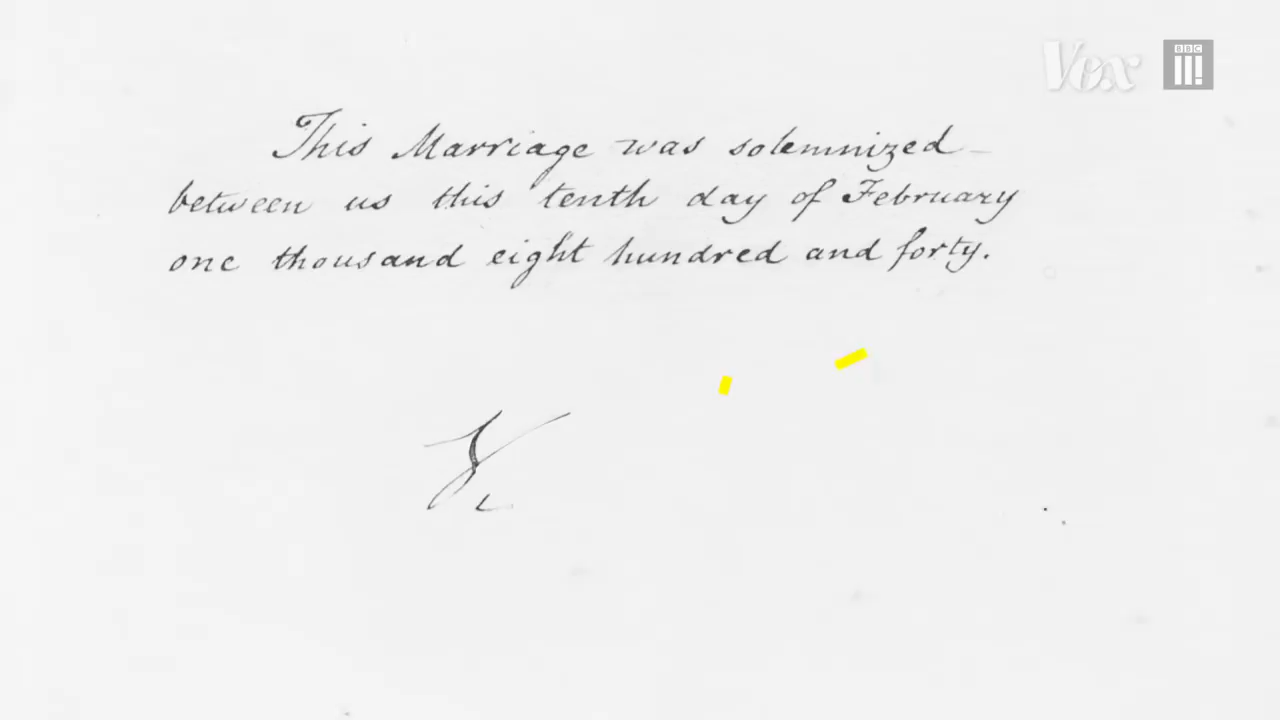 Vox BBC
This Marriage was solemnized
between us this tenth day of February
one thousand eight hundred and forty.